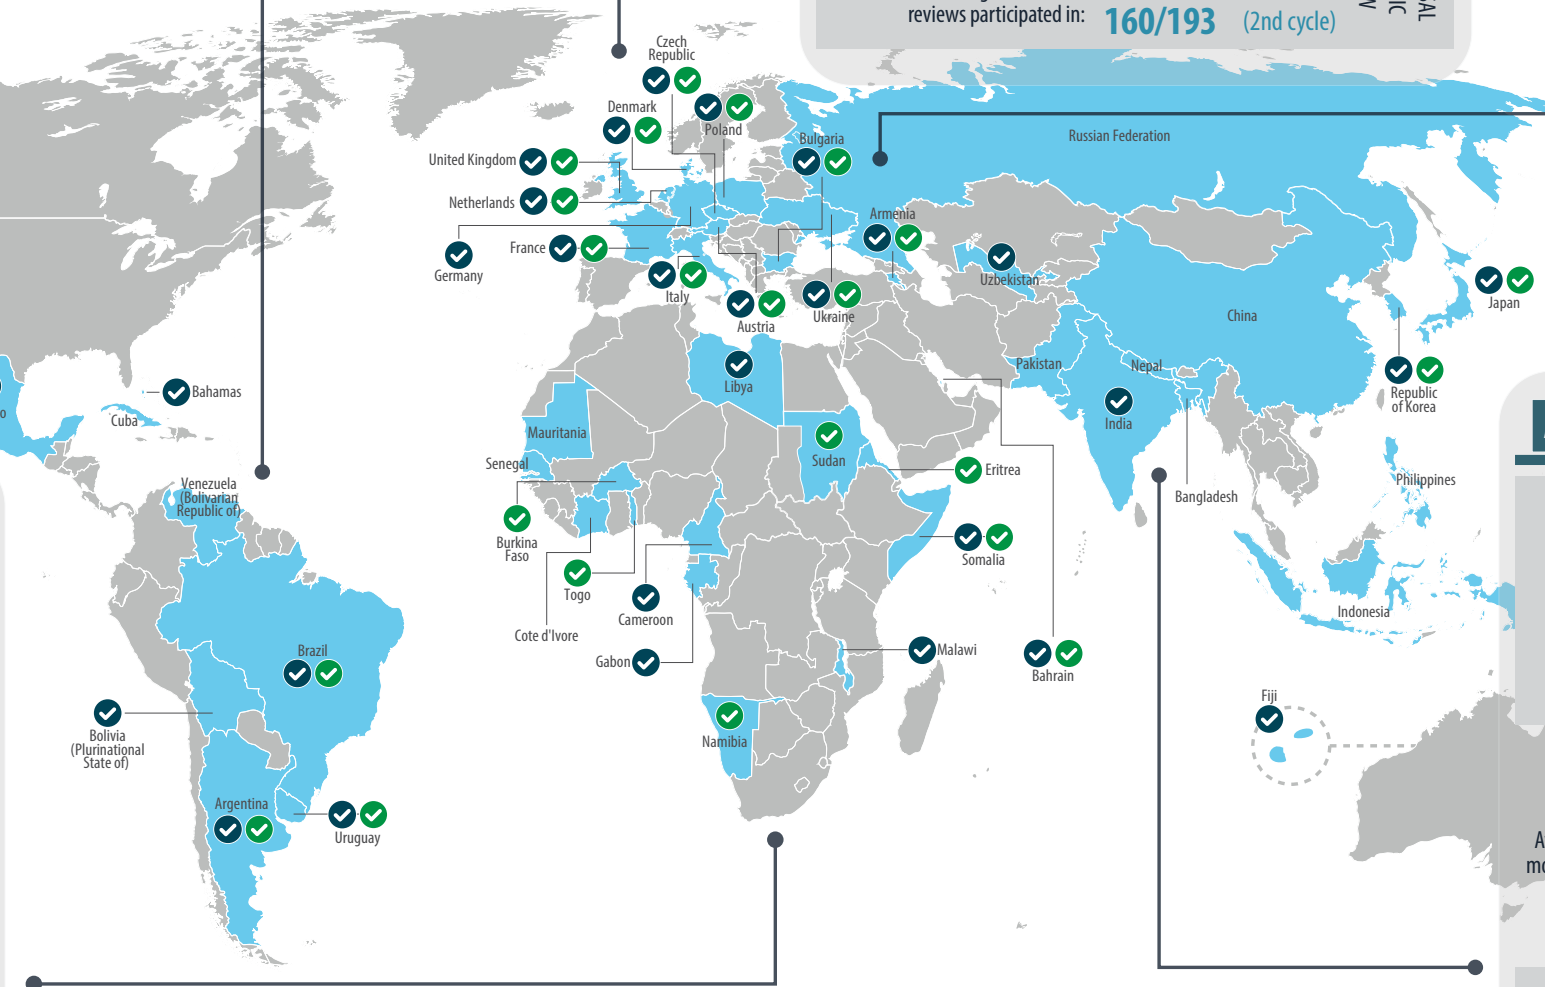 reviews participated in: 160/193 (2nd cycle)
Czech
Republic
Denmark
Poland
Bulgaria
Russian Federation
United Kingdom
Netherlands
Armenia
France
Germany
Italy
Uzbekistan
Austria
Ukraine
China
Japan
Pakistan
Nepal
Libya
Republic
of Korea
India
Bahamas
Cuba
Mauritania
Senegal
Sudan
Eritrea
Venezuela
(Bolivarian
Republic of)
Bangladesh
Philippines
Burkina
Faso
Somalia
Togo
Cameroon
Cote d'Ivore
Indonesia
Gabon
Malawi
Brazil
Bahrain
Fiji
Bolivia
(Plurinational
State of)
Namibia
Argentina
Uruguay